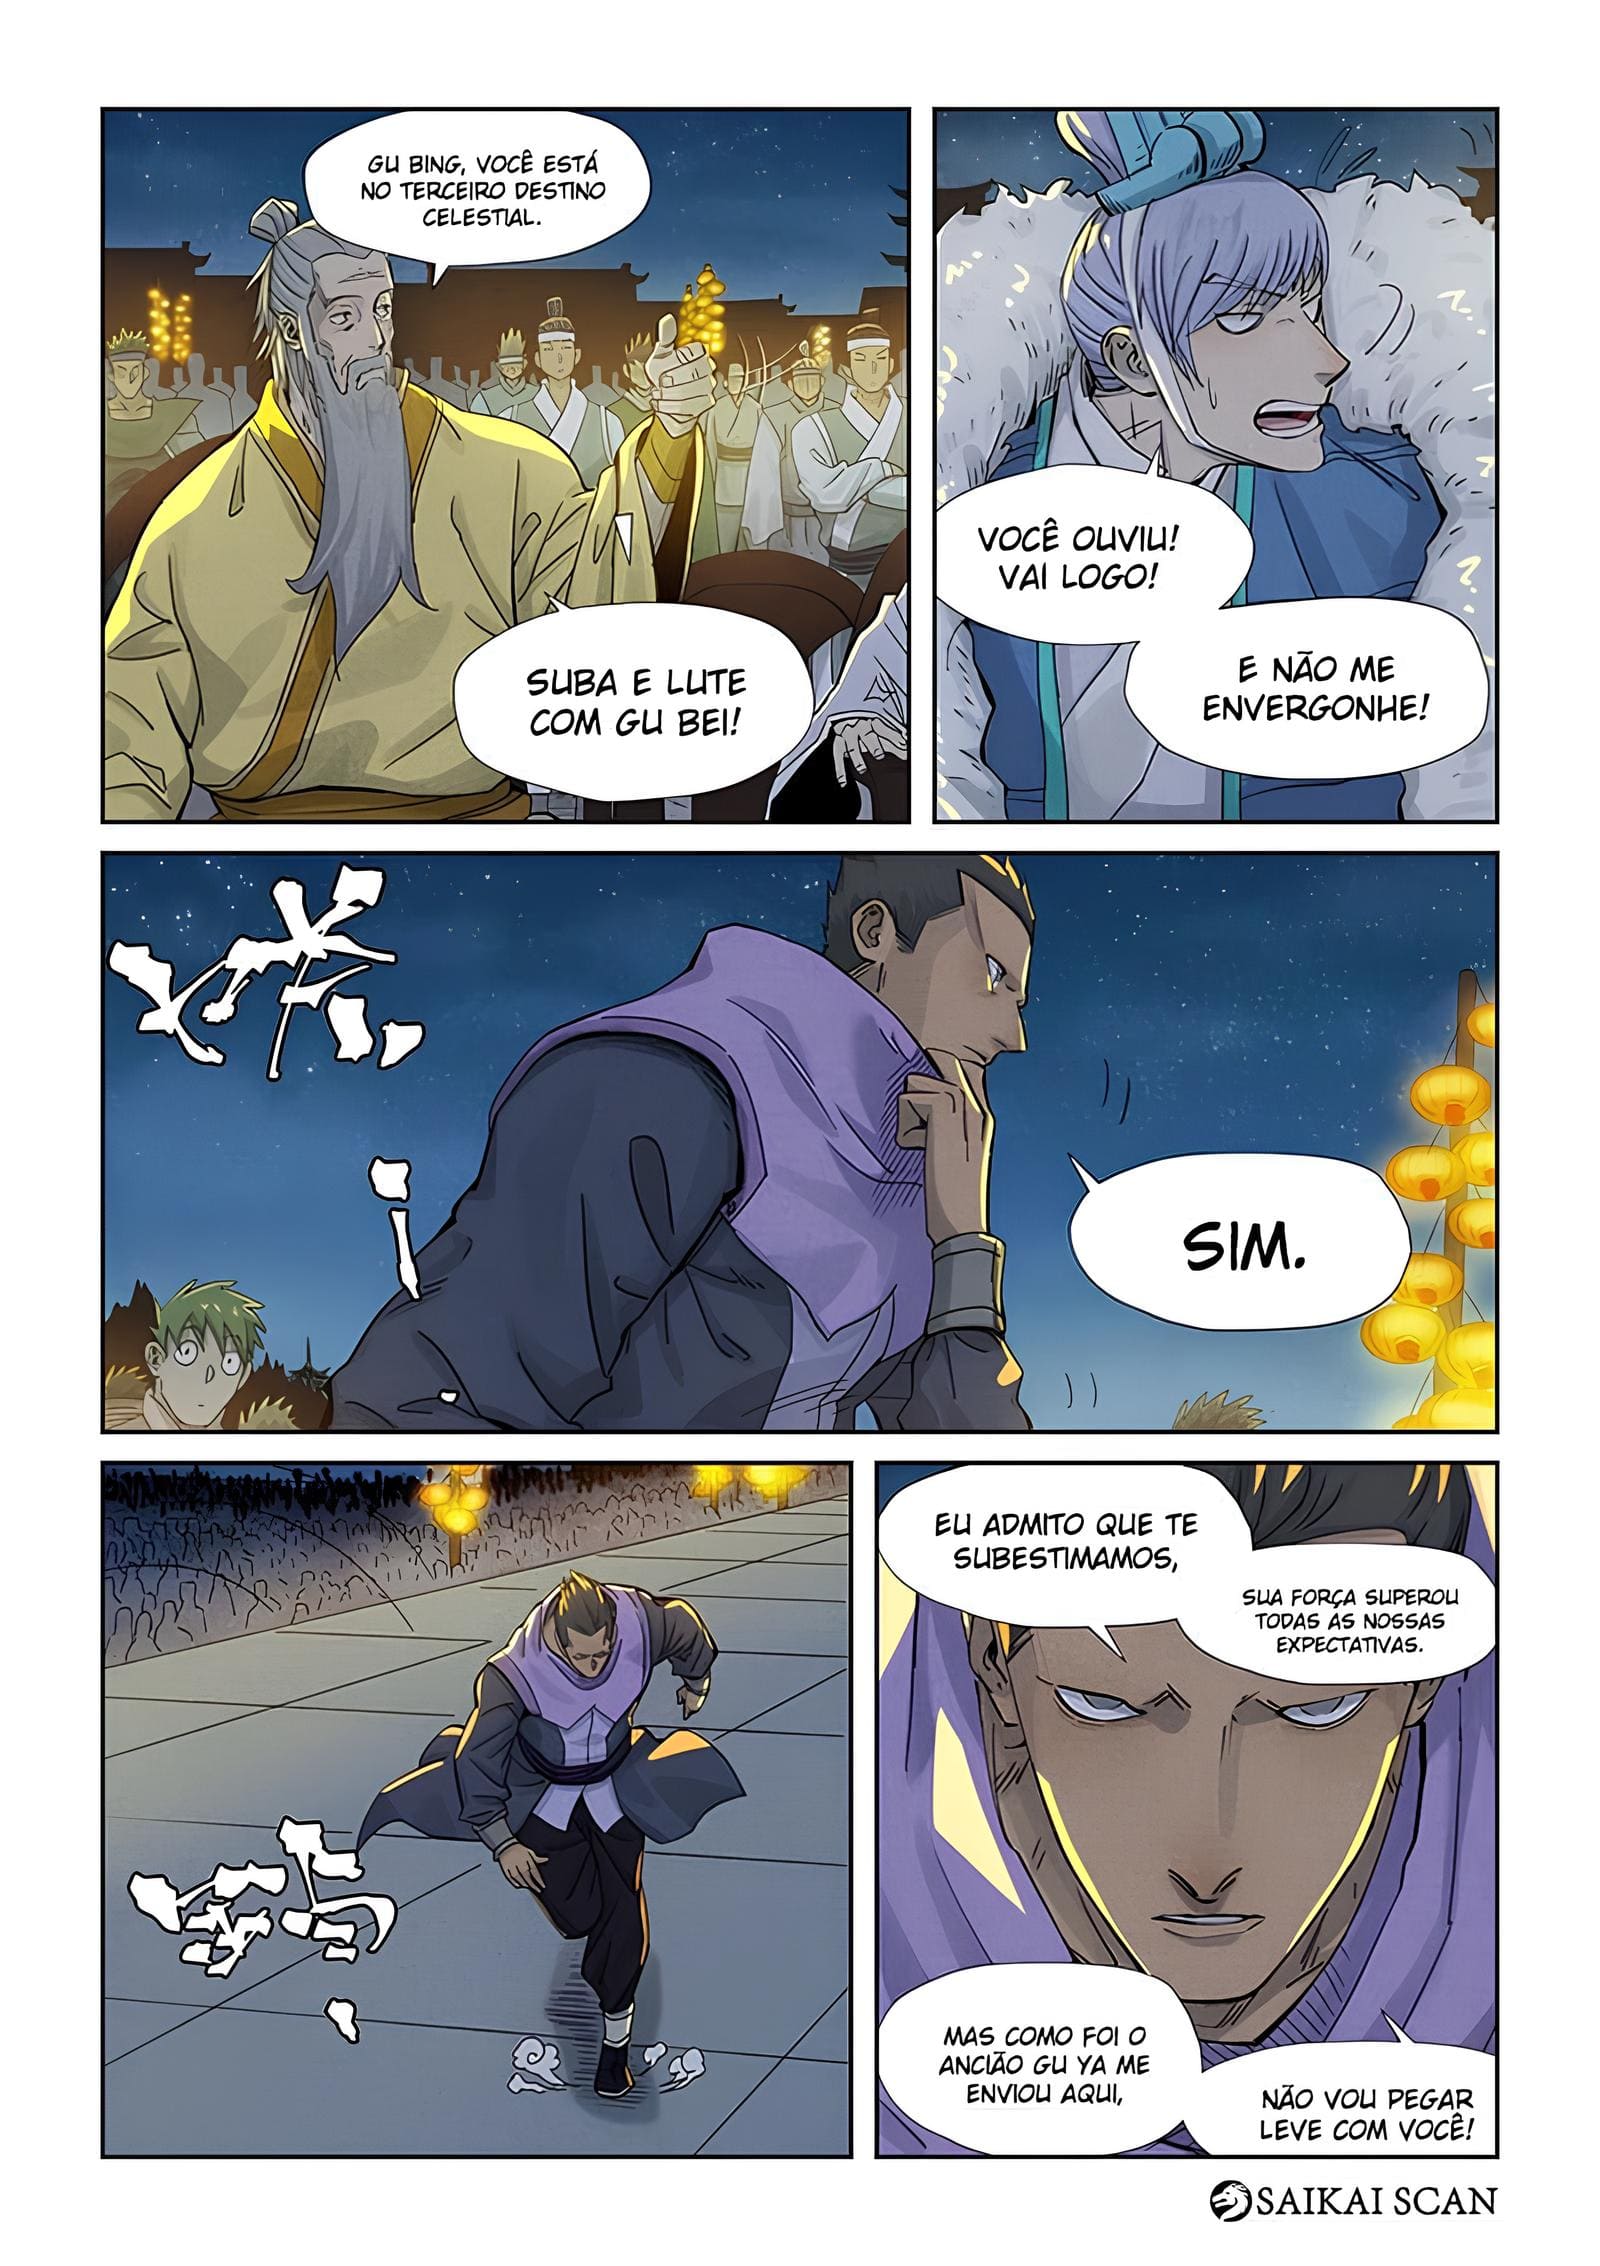 GU BING, VOCÊ ESTÁ
NO TERCEIRO DESTINO
CELESTIAL.
SUBA E LUTE
COM GU BEI!
VOCÊ OUVIU!
VAI LOGO!
E NÃO ME
ENVERGONHE!
SIM.
EU ADMITO QUE TE
SUBESTIMAMOS,
SUA FORÇA SUPEROU
TODAS AS NOSSAS
EXPECTATIVAS.
MAS COMO FOI O
ANCIÃO GU YA ME
ENVIOU AQUI,
NÃO VOU PEGAR
LEVE COM VOCÊ!
SAIKAI SCAN